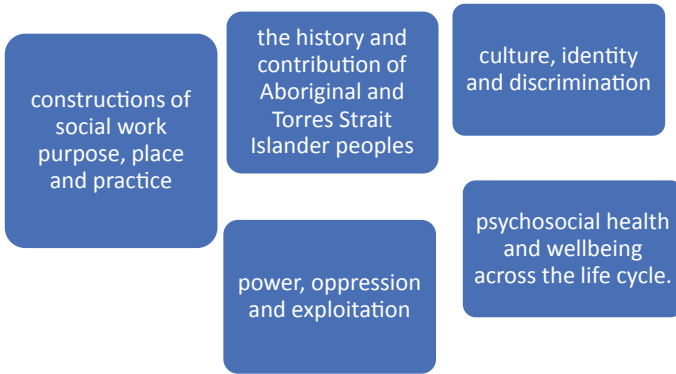 constructions of
social work
purpose, place
and practice
the history and
contribution of
Aboriginal and
Torres Strait
Islander peoples
culture, identity
and discrimination
power, oppression
and exploitation
psychosocial health
and wellbeing
across the life cycle.